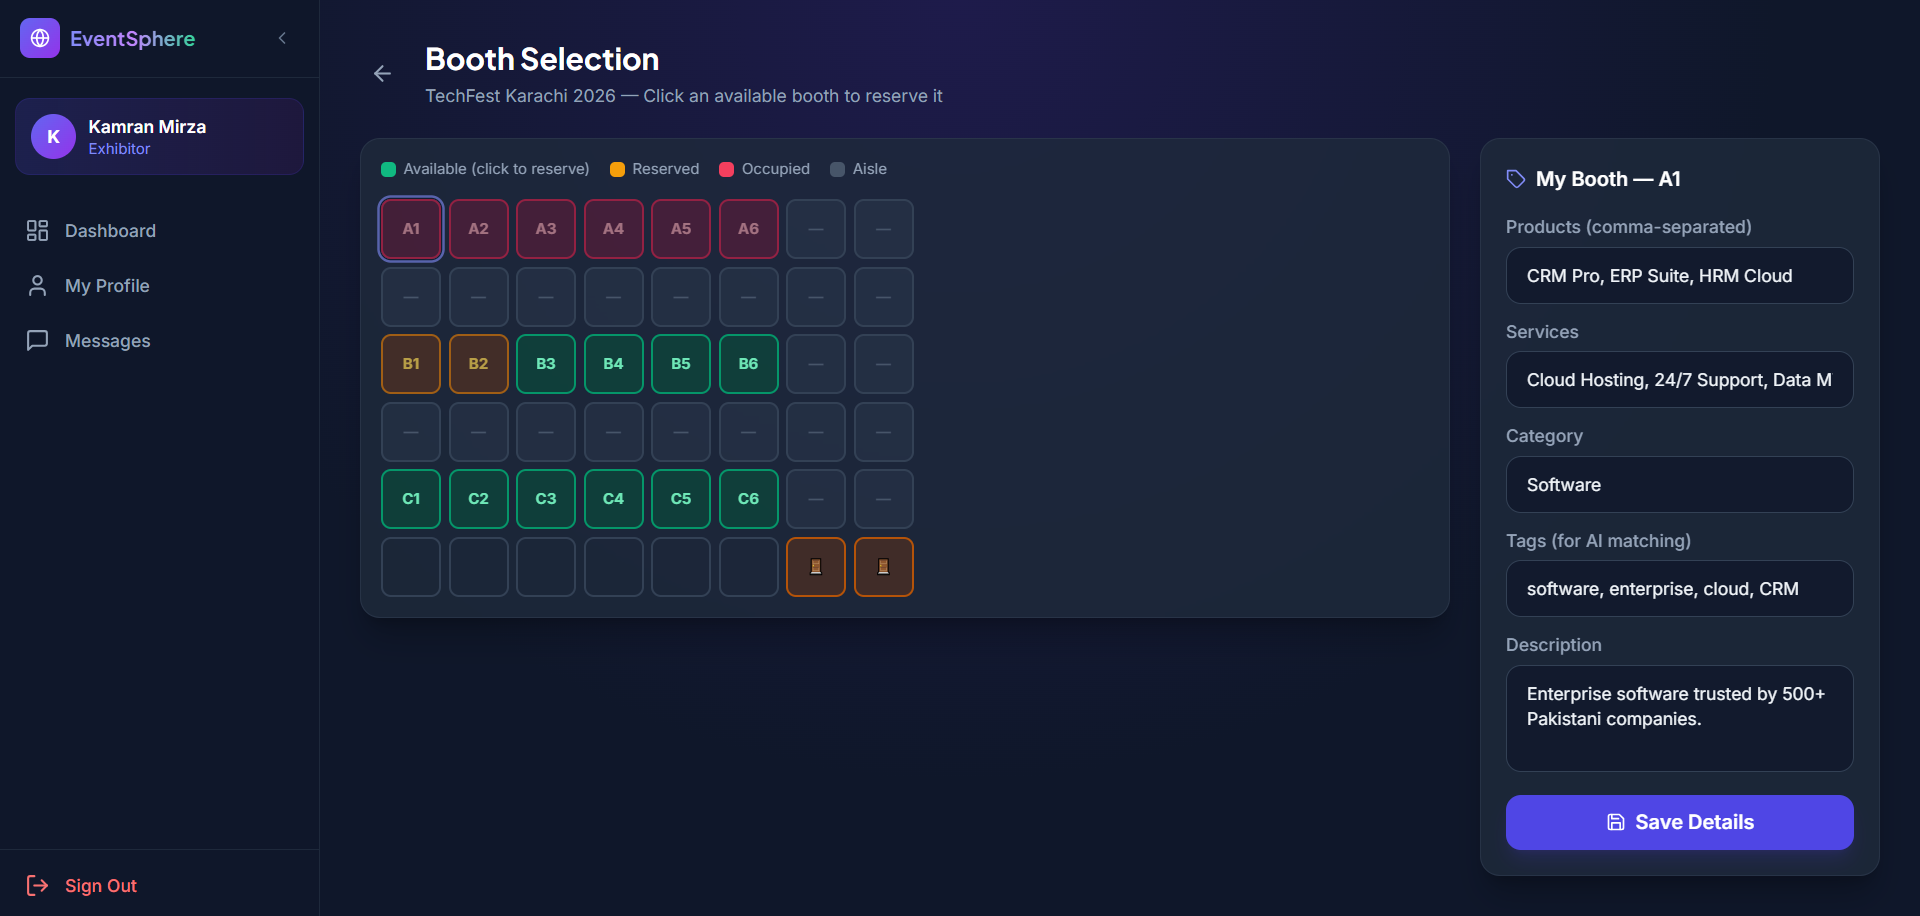 EventSphere
K
Kamran Mirza
Exhibitor
Dashboard
My Profile
Messages
Sign Out
Booth Selection
TechFest Karachi 2026 — Click an available booth to reserve it
Available (click to reserve) Reserved Occupied Aisle
A1 A2 A3 A4 A5 A6 — —
— — — — — — — —
B1 B2 B3 B4 B5 B6 — —
— — — — — — — —
C1 C2 C3 C4 C5 C6 — —
My Booth — A1
Products (comma-separated)
CRM Pro, ERP Suite, HRM Cloud
Services
Cloud Hosting, 24/7 Support, Data M
Category
Software
Tags (for AI matching)
software, enterprise, cloud, CRM
Description
Enterprise software trusted by 500+
Pakistani companies.
Save Details